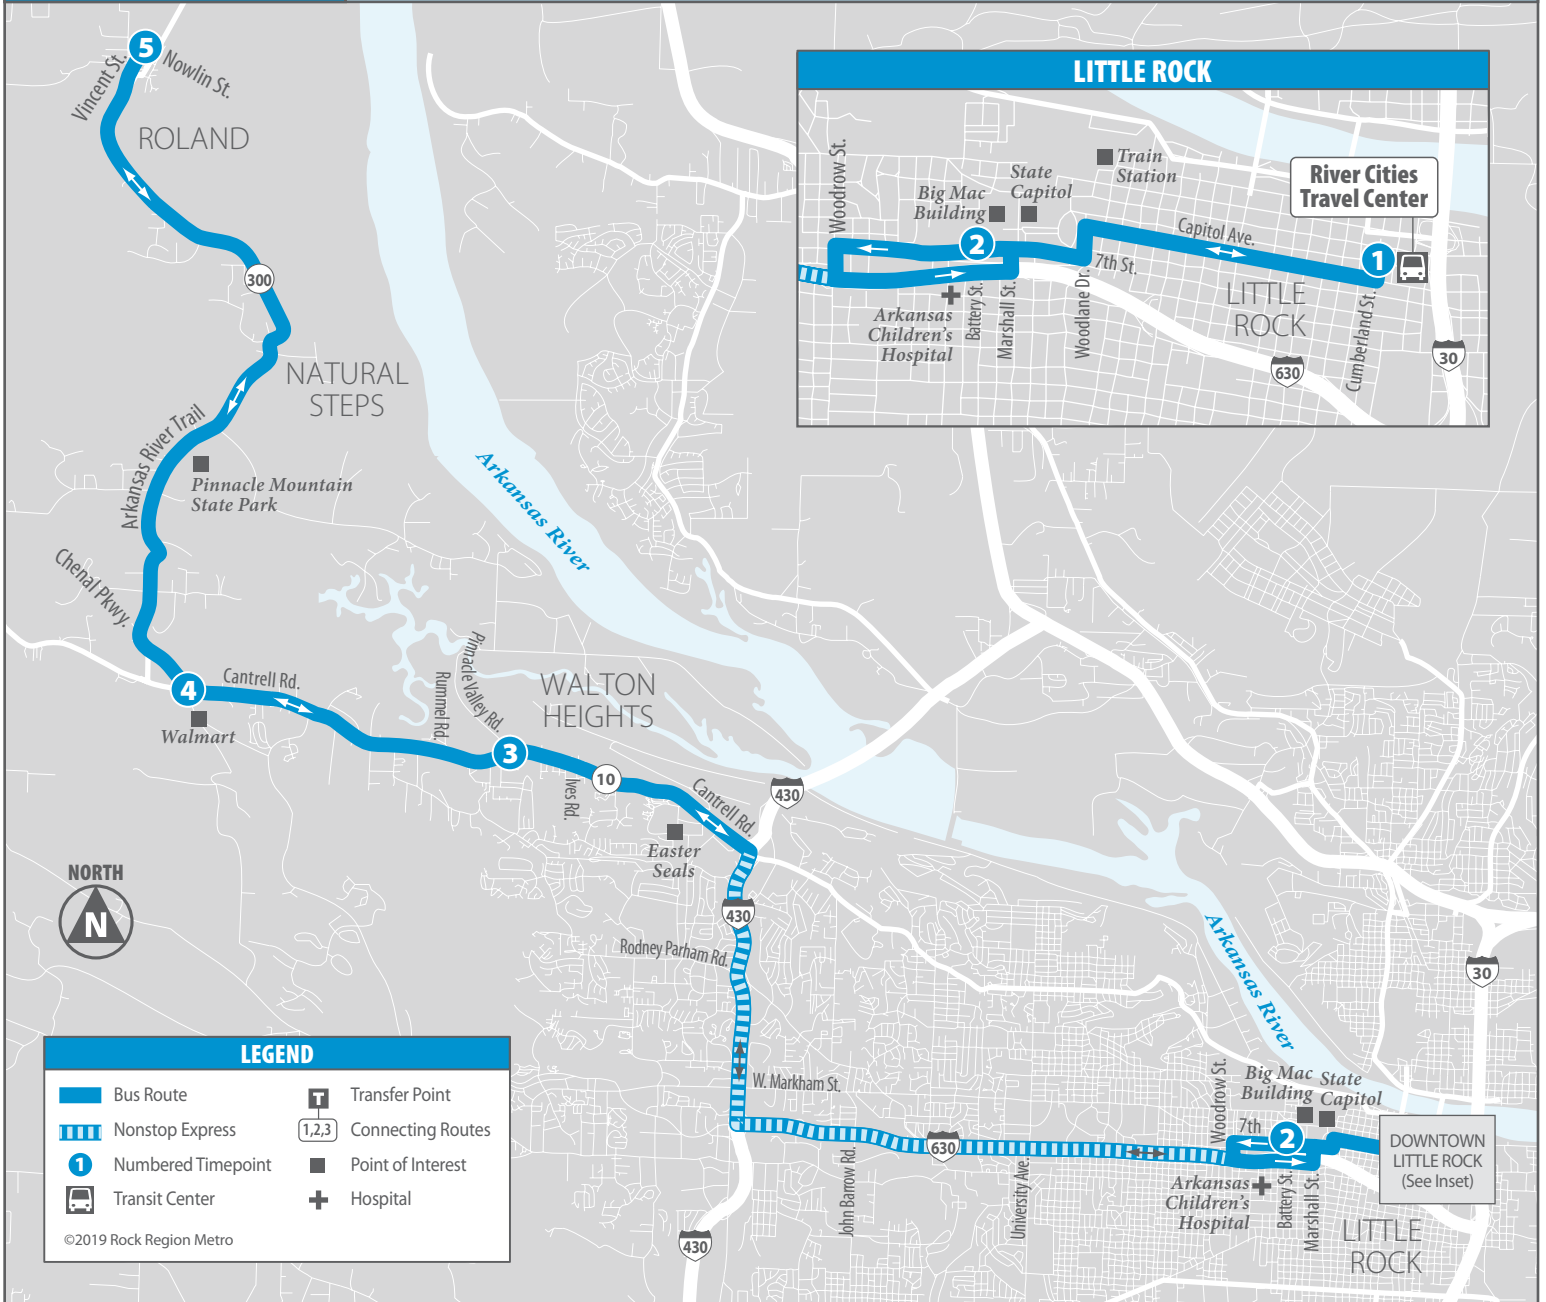 5
Vincent St.
Nowlin St.
ROLAND
300
NATURAL
STEPS
Arkansas River Trail
Pinnacle Mountain
State Park
Chenal Pkwy.
4
Cantrell Rd.
Walmart
Rummel Rd.
Pinnacle Valley Rd.
3
WALTON
HEIGHTS
Arkansas River
Ives Rd.
10
Cantrell Rd.
430
Easter
Seals
430
Rodney Parham Rd.
W. Markham St.
630
John Barrow Rd.
University Ave.
430
Woodrow St.
7th
2
Big Mac
Building
State
Capitol
Arkansas
Children's
Hospital
Battery St.
Marshall St.
DOWNTOWN
LITTLE ROCK
(See Inset)
LITTLE
ROCK
Arkansas River
30
LITTLE ROCK
Woodrow St.
Big Mac
Building
State
Capitol
Train
Station
River Cities
Travel Center
2
Capitol Ave.
1
7th St.
Arkansas
Children's
Hospital
Battery St.
Marshall St.
Woodlane Dr.
LITTLE
ROCK
Cumberland St.
630
30
NORTH
N
LEGEND
Bus Route
Nonstop Express
1 Numbered Timepoint
Transit Center
T Transfer Point
1,2,3 Connecting Routes
Point of Interest
Hospital
©2019 Rock Region Metro